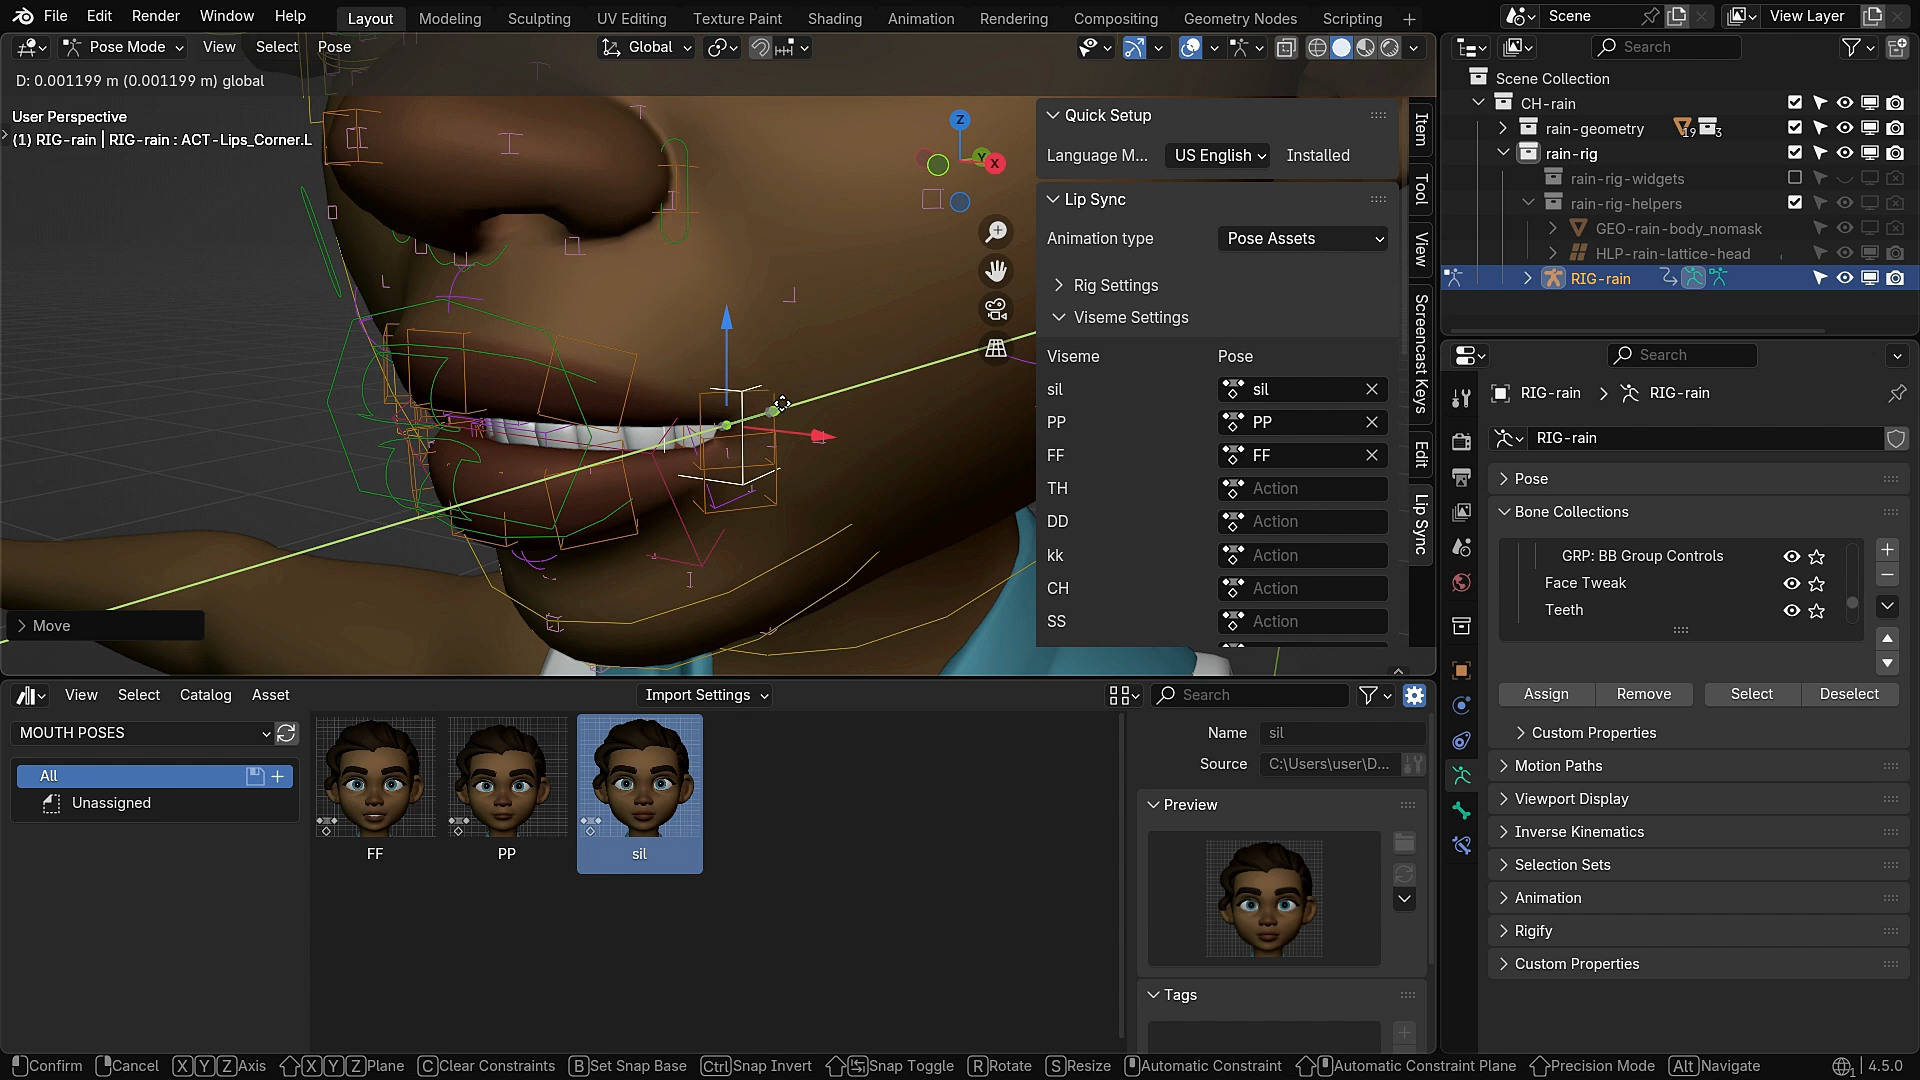 File Edit Render Window Help
Layout Modeling Sculpting UV Editing Texture Paint Shading Animation Rendering Compositing Geometry Nodes Scripting
Scene
View Layer
Pose Mode View Select Pose
Global
Search
D: 0.001199 m (0.001199 m) global
User Perspective
(1) RIG-rain | RIG-rain : ACT-Lips_Corner.L
Z
Y
X
Quick Setup
Language M... US English Installed
Lip Sync
Animation type Pose Assets
Rig Settings
Viseme Settings
Viseme Pose
sil sil
PP PP
FF FF
TH Action
DD Action
kk Action
CH Action
SS Action
Item
Tool
View
Screencast Keys
Edit
Lip Sync
Move
Scene Collection
CH-rain
rain-geometry 19 3
rain-rig
rain-rig-widgets
rain-rig-helpers
GEO-rain-body_nomask
HLP-rain-lattice-head
RIG-rain
Search
RIG-rain > RIG-rain
RIG-rain
Pose
Bone Collections
GRP: BB Group Controls
Face Tweak
Teeth
Assign Remove Select Deselect
Custom Properties
Motion Paths
Viewport Display
Inverse Kinematics
Selection Sets
Animation
Rigify
Custom Properties
View Select Catalog Asset
Import Settings
Search
MOUTH POSES
All
Unassigned
FF
PP
sil
Name sil
Source C:\Users\user\D...
Preview
Tags
Confirm Cancel X Y Z Axis X Y Z Plane C Clear Constraints B Set Snap Base Ctrl Snap Invert Snap Toggle R Rotate S Resize Automatic Constraint Automatic Constraint Plane Precision Mode Alt Navigate 4.5.0